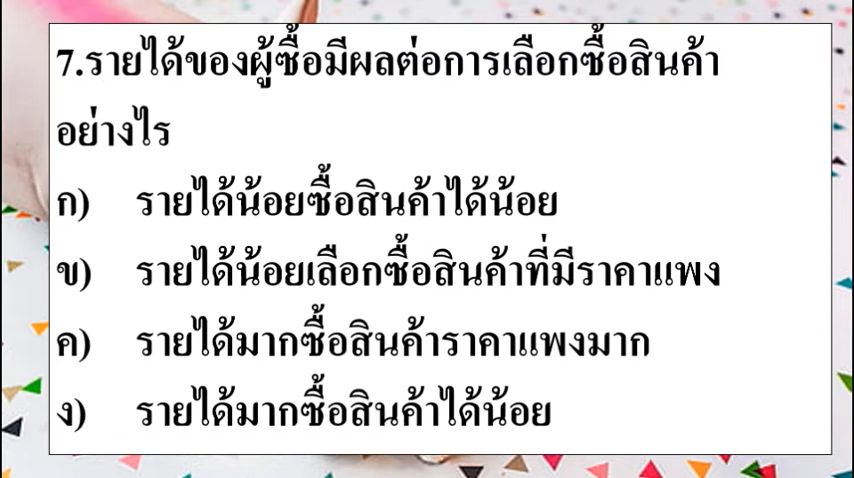 7.รายได้ของผู้ซื้อมีผลต่อการเลือกซื้อสินค้า
อย่างไร
ก) รายได้น้อยซื้อสินค้าได้น้อย
ข) รายได้น้อยเลือกซื้อสินค้าที่มีราคาแพง
ค) รายได้มากซื้อสินค้าราคาแพงมาก
ง) รายได้มากซื้อสินค้าได้น้อย